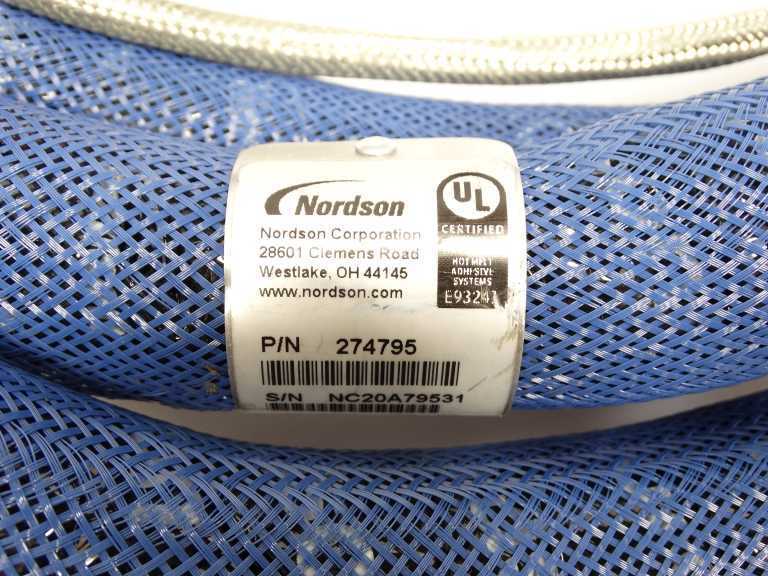 Nordson
Nordson Corporation
28601 Clemens Road
Westlake, OH 44145
www.nordson.com
UL
CERTIFIED
HOT MELT
ADHESIVE
SYSTEMS
P/N 274795
S/N NC20A79531